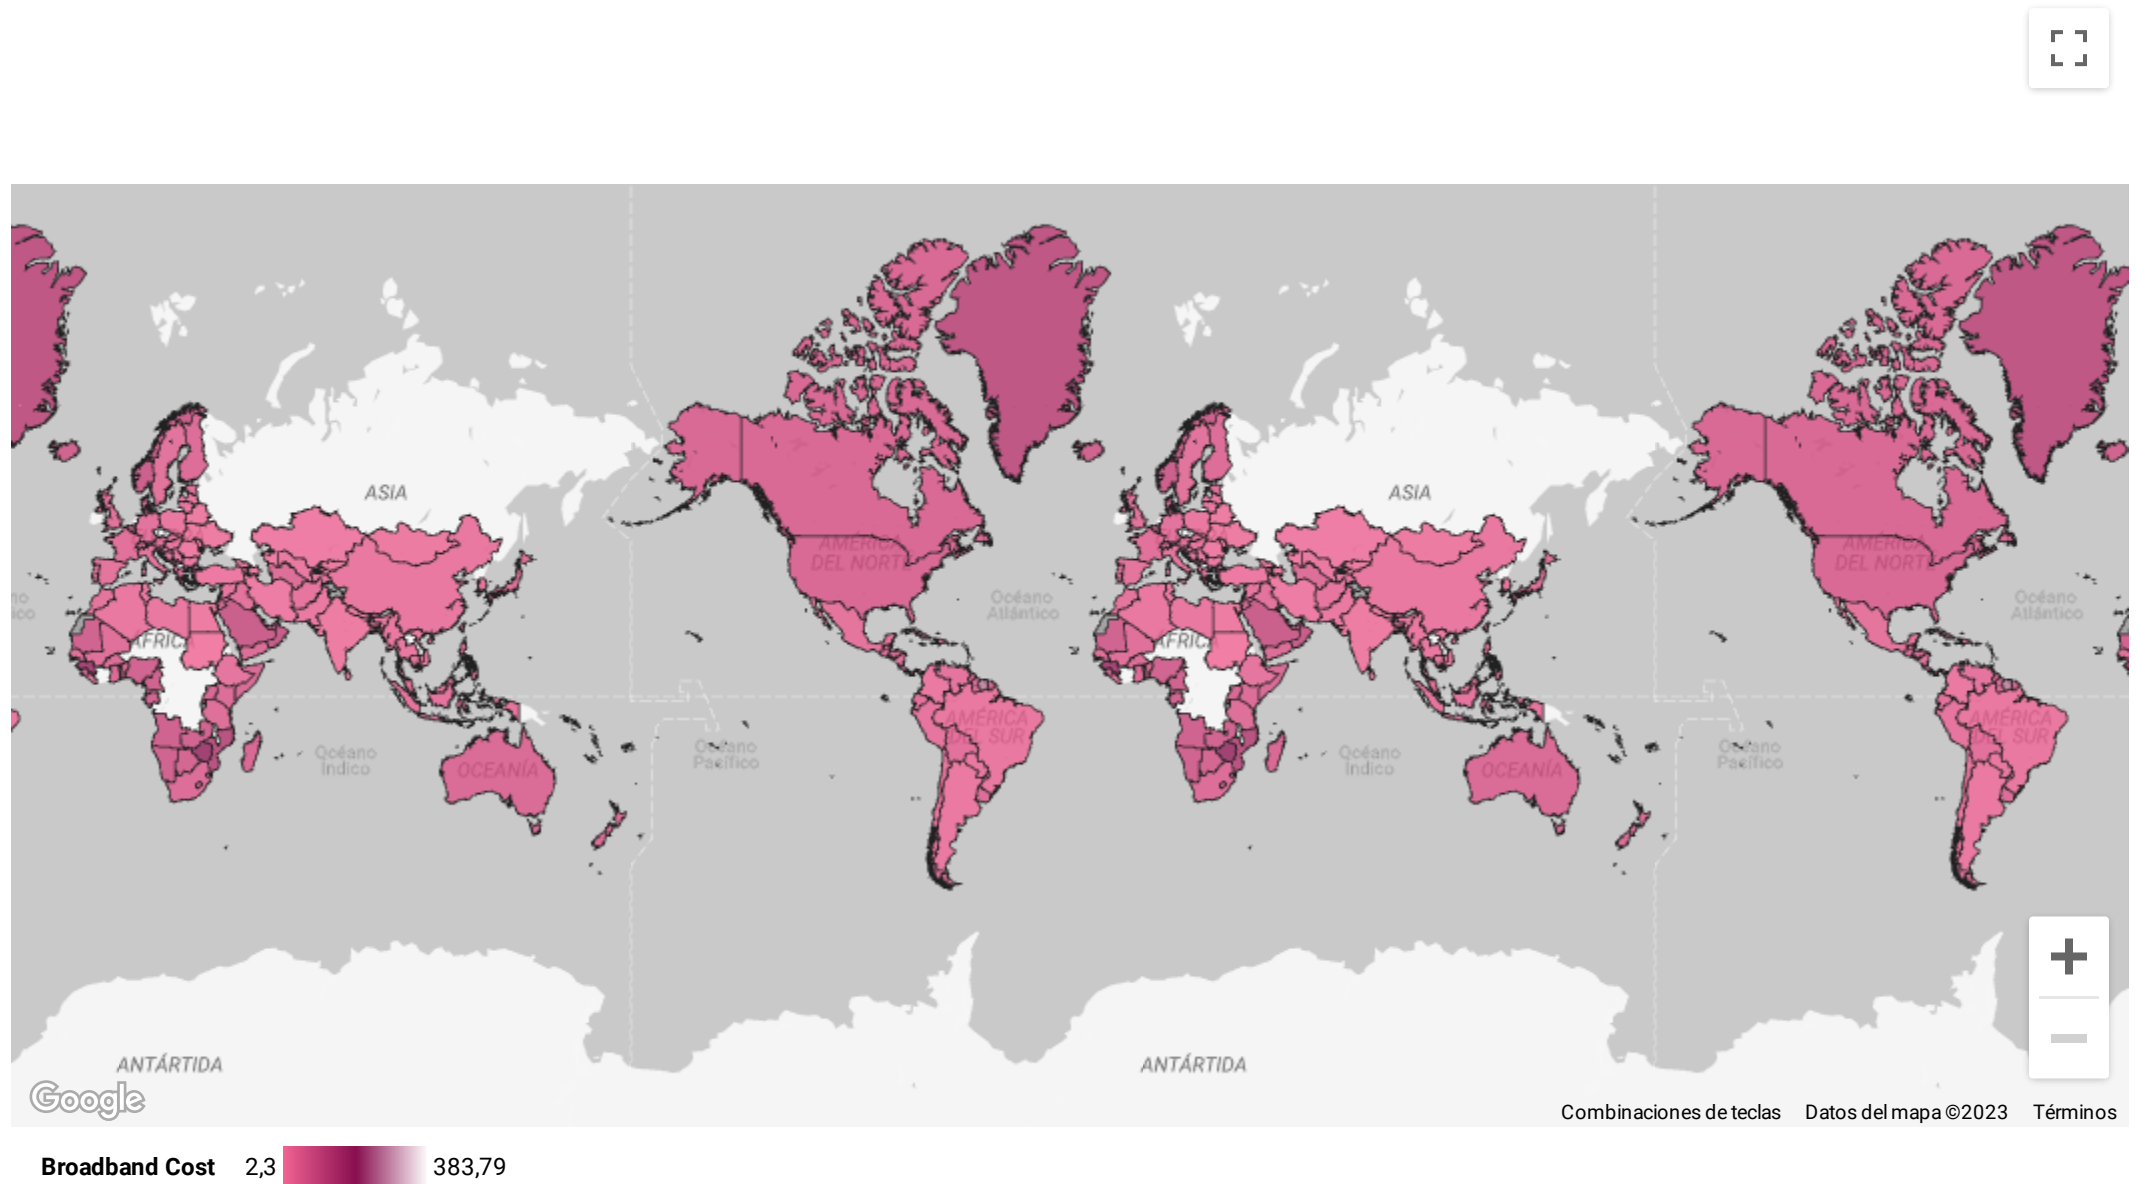 ASIA
ASIA
AMÉRICA
DEL NORTE
AMÉRICA
DEL NORTE
Océano
Atlántico
Océano
Atlántico
ÁFRICA
ÁFRICA
AMÉRICA
DEL SUR
AMÉRICA
DEL SUR
Océano
Índico
Océano
Pacífico
Océano
Índico
Océano
Pacífico
OCEANÍA
OCEANÍA
ANTÁRTIDA
ANTÁRTIDA
Google
Combinaciones de teclas Datos del mapa ©2023 Términos
Broadband Cost 2,3 383,79